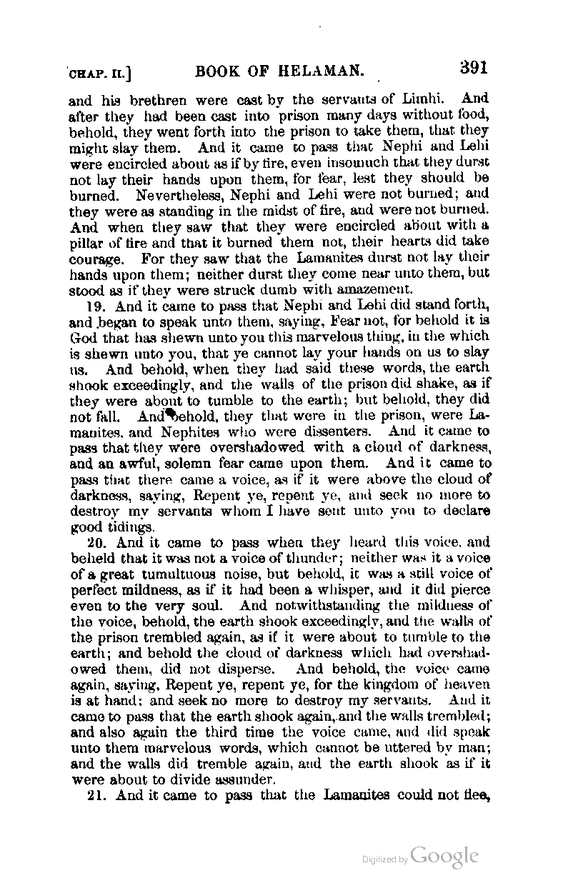 CHAP. II.] BOOK OF HELAMAN. 391
and his brethren were cast by the servants of Limhi. And
after they had been cast into prison many days without food,
behold, they went forth into the prison to take them, that they
might slay them. And it came to pass that Nephi and Lehi
were encircled about as if by fire, even insomuch that they durst
not lay their hands upon them, for fear, lest they should be
burned. Nevertheless, Nephi and Lehi were not burned; and
they were as standing in the midst of fire, and were not burned.
And when they saw that they were encircled about with a
pillar of fire and that it burned them not, their hearts did take
courage. For they saw that the Lamanites durst not lay their
hands upon them; neither durst they come near unto them, but
stood as if they were struck dumb with amazement.
19. And it came to pass that Nephi and Lehi did stand forth,
and began to speak unto them, saying, Fear not, for behold it is
God that has shewn unto you this marvelous thing, in the which
is shewn unto you, that ye cannot lay your hands on us to slay
us. And behold, when they had said these words, the earth
shook exceedingly, and the walls of the prison did shake, as if
they were about to tumble to the earth; but behold, they did
not fall. And behold, they that were in the prison, were La-
manites, and Nephites who were dissenters. And it came to
pass that they were overshadowed with a cloud of darkness,
and an awful, solemn fear came upon them. And it came to
pass that there came a voice, as if it were above the cloud of
darkness, saying, Repent ye, repent ye, and seek no more to
destroy my servants whom I have sent unto you to declare
good tidings.
20. And it came to pass when they heard this voice, and
beheld that it was not a voice of thunder; neither was it a voice
of a great tumultuous noise, but behold, it was a still voice of
perfect mildness, as if it had been a whisper, and it did pierce
even to the very soul. And notwithstanding the mildness of
the voice, behold, the earth shook exceedingly, and the walls of
the prison trembled again, as if it were about to tumble to the
earth; and behold the cloud of darkness which had overshad-
owed them, did not disperse. And behold, the voice came
again, saying, Repent ye, repent ye, for the kingdom of heaven
is at hand; and seek no more to destroy my servants. And it
came to pass that the earth shook again, and the walls trembled;
and also again the third time the voice came, and did speak
unto them marvelous words, which cannot be uttered by man;
and the walls did tremble again, and the earth shook as if it
were about to divide assunder.
21. And it came to pass that the Lamanites could not flee,
Digitized by Google